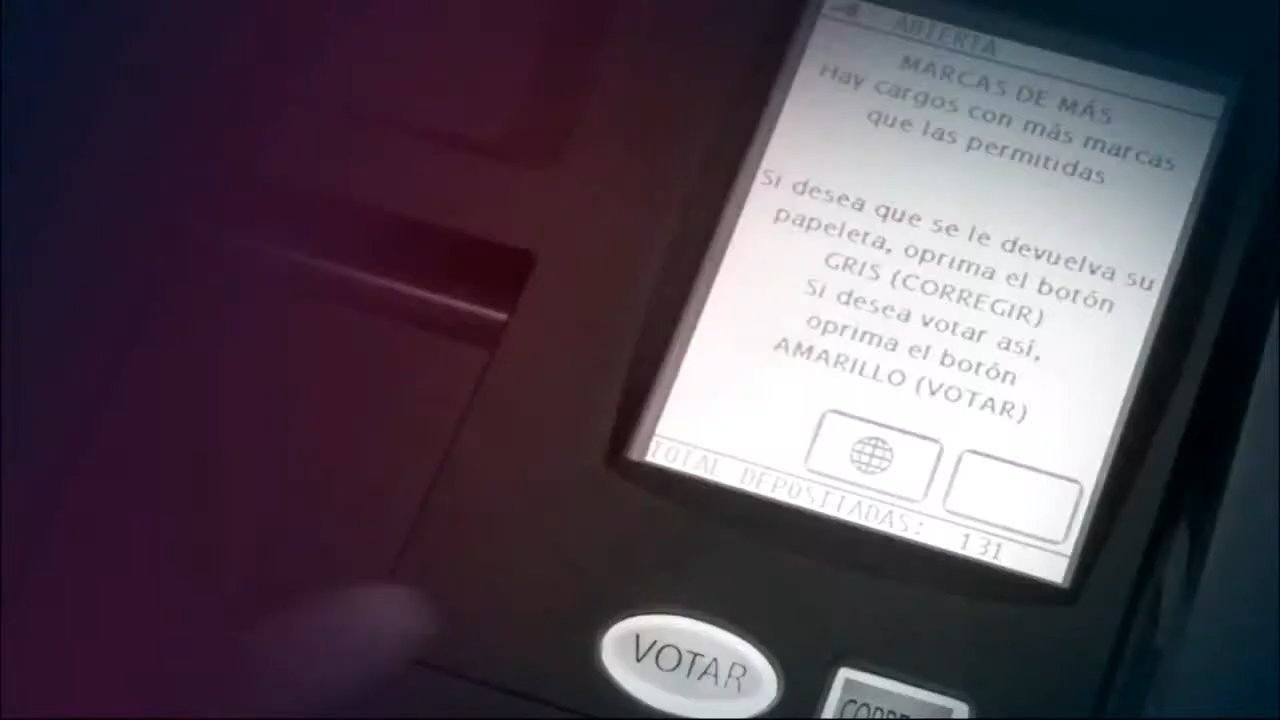 ABIERTA
MARCAS DE MÁS
Hay cargos con más marcas
que las permitidas
Si desea que se le devuelva su
papeleta, oprima el botón
GRIS (CORREGIR)
Si desea votar así,
oprima el botón
AMARILLO (VOTAR)
TOTAL DEPOSITADAS: 131
VOTAR